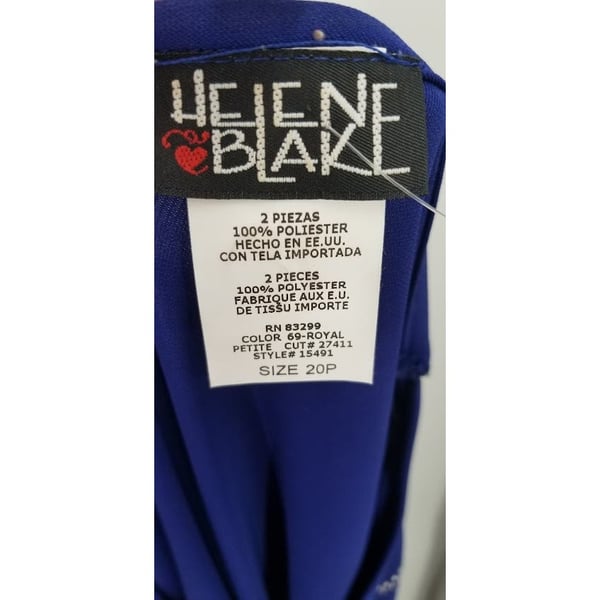 HELENE
BLAKE
2 PIEZAS
100% POLIESTER
HECHO EN EE.UU.
CON TELA IMPORTADA
2 PIECES
100% POLYESTER
FABRIQUE AUX E.U.
DE TISSU IMPORTE
RN 83299
COLOR 69-ROYAL
PETITE CUT# 27411
STYLE# 15491
SIZE 20P